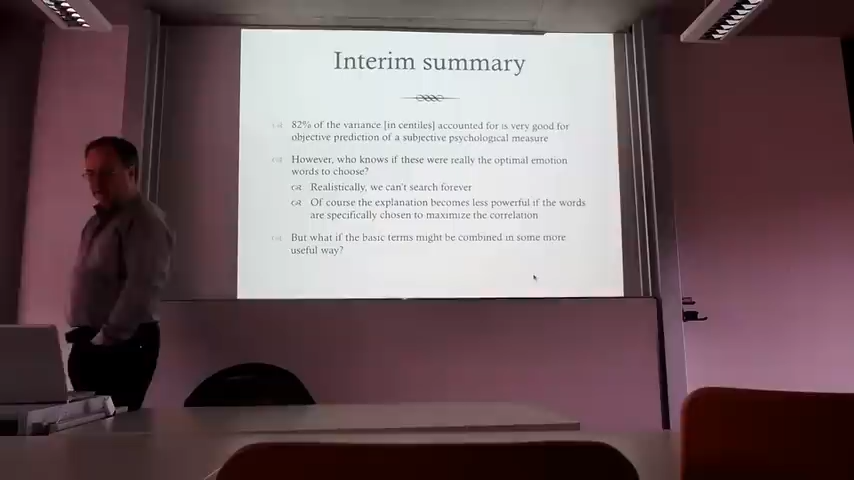 Interim summary
82% of the variance [in centiles] accounted for is very good for
objective prediction of a subjective psychological measure
However, who knows if these were really the optimal emotion
words to choose?
Realistically, we can't search forever
Of course the explanation becomes less powerful if the words
are specifically chosen to maximize the correlation
But what if the basic terms might be combined in some more
useful way?